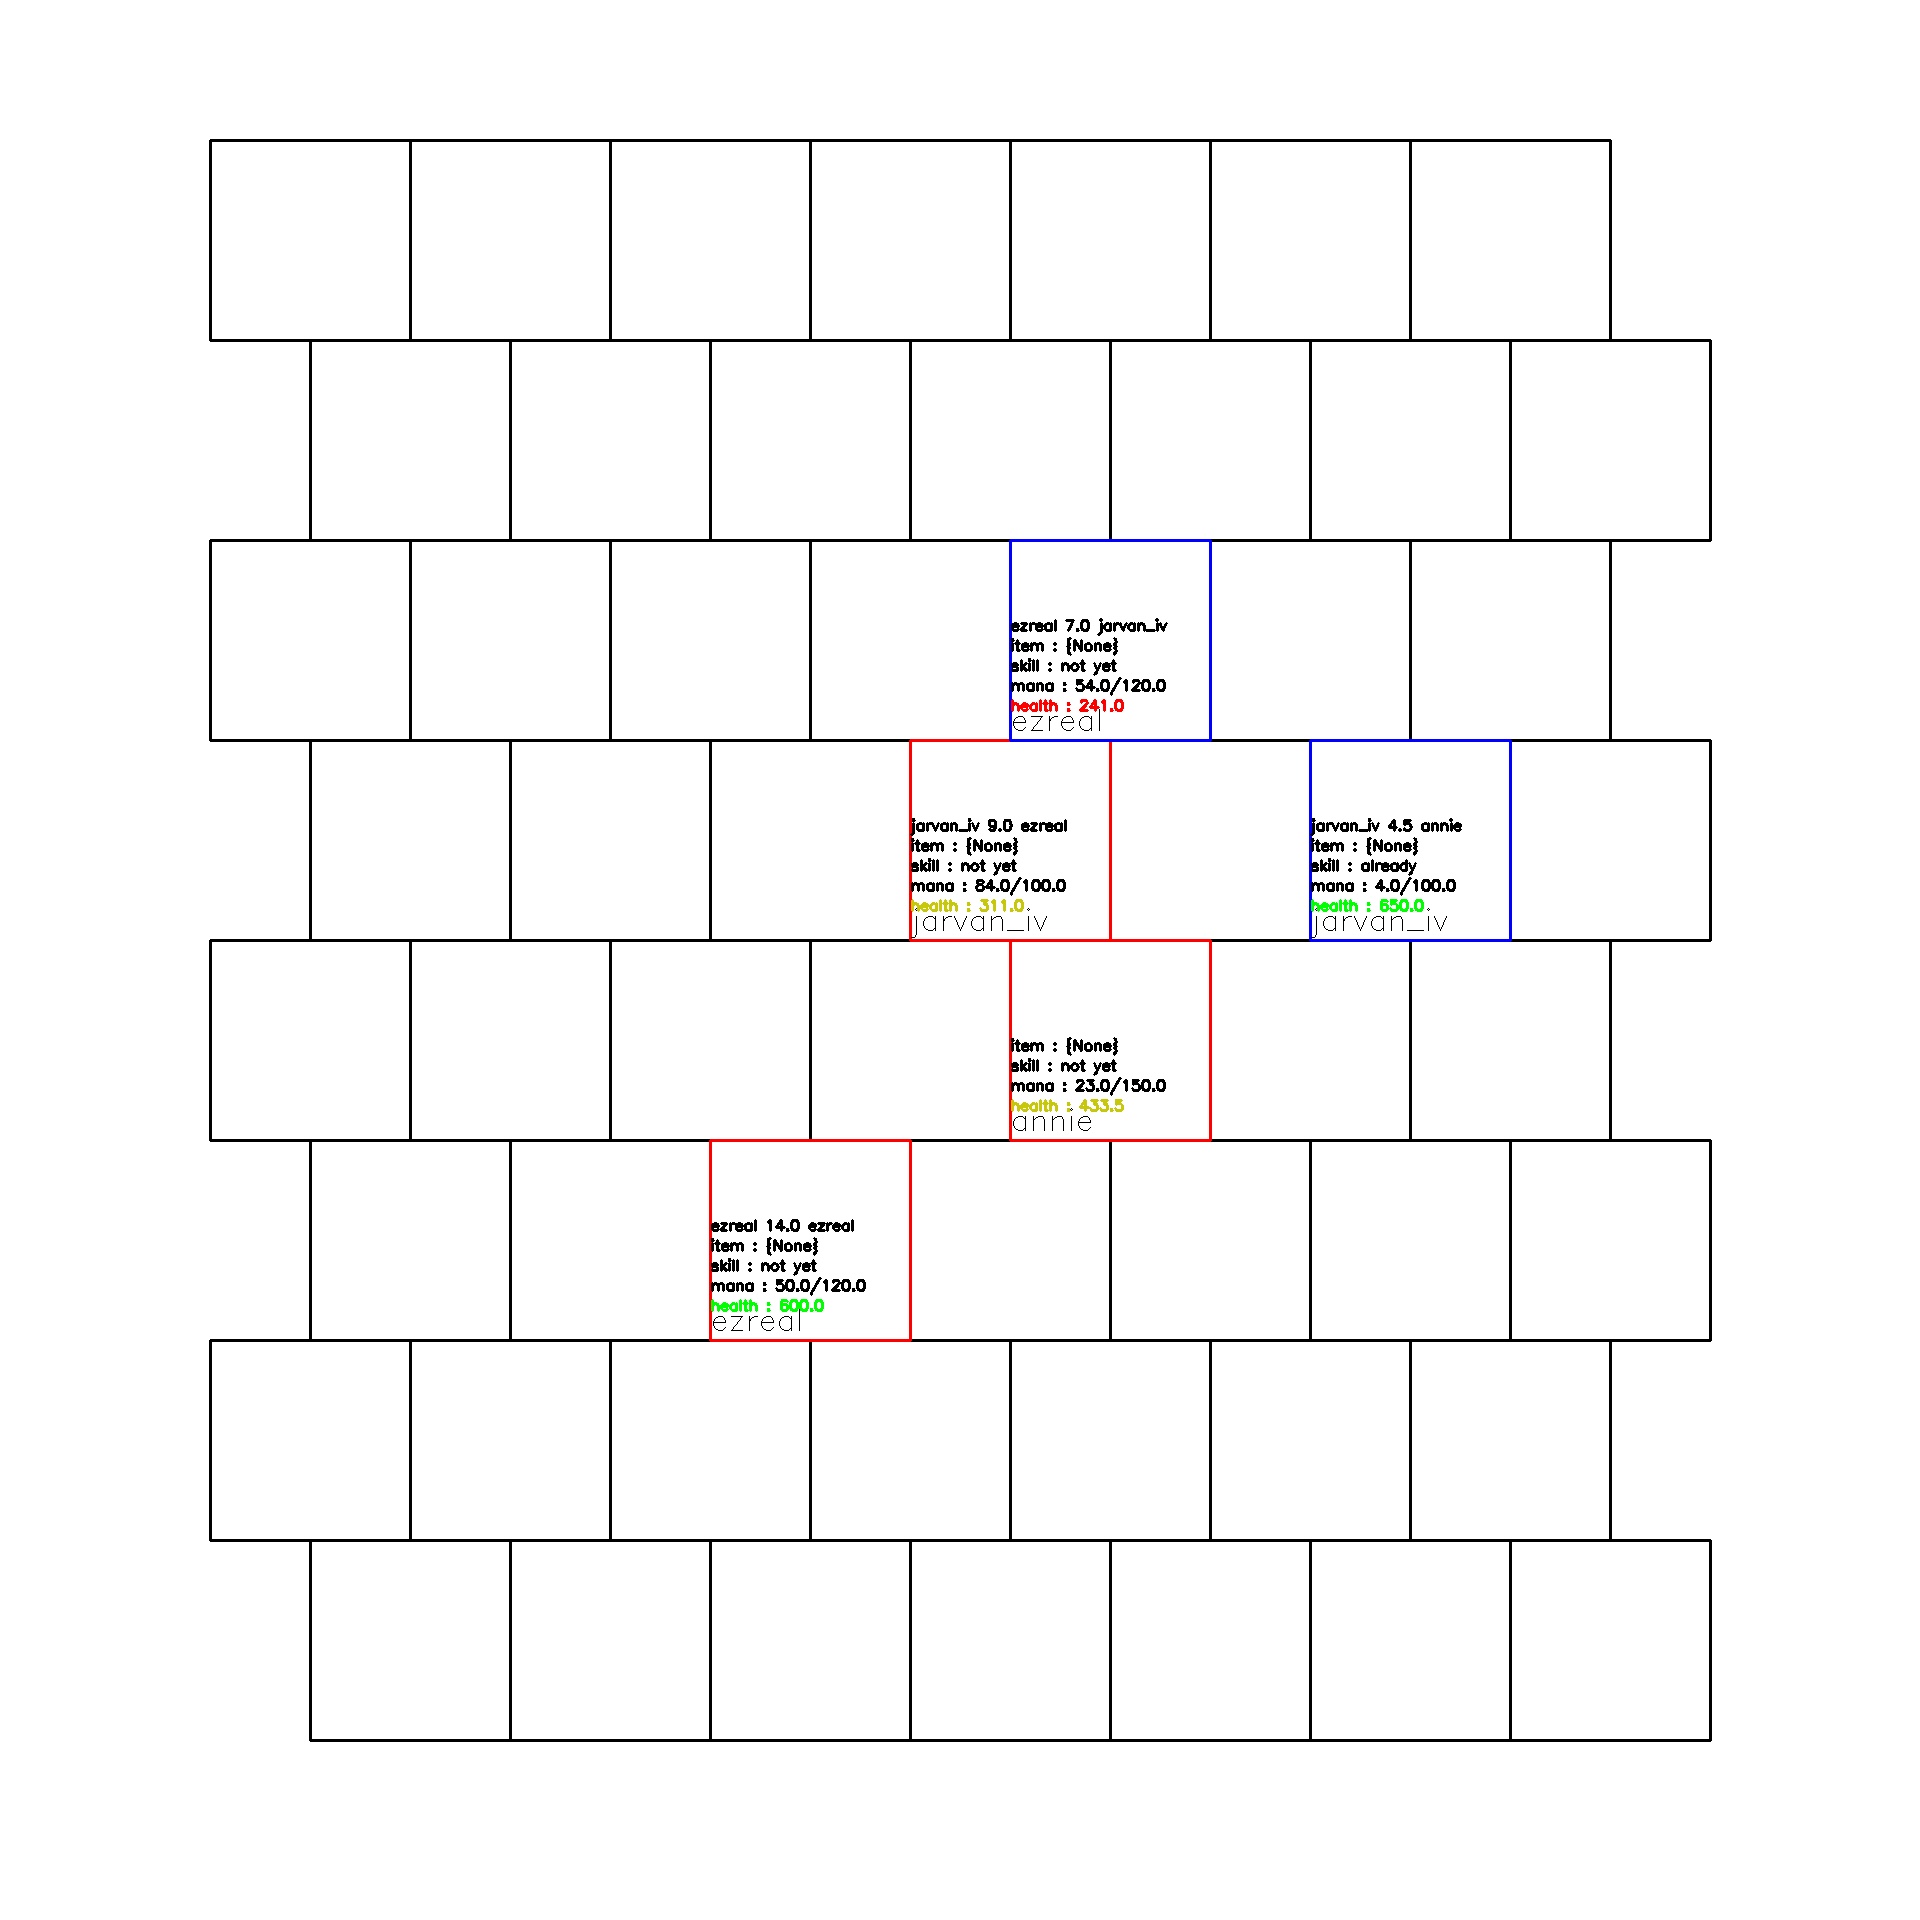 ezreal 7.0 jarvan_iv
item : {None}
skill : not yet
mana : 54.0/120.0
health : 241.0
ezreal
jarvan_iv 9.0 ezreal
item : {None}
skill : not yet
mana : 84.0/100.0
health : 311.0
jarvan_iv
jarvan_iv 4.5 annie
item : {None}
skill : already
mana : 4.0/100.0
health : 650.0
jarvan_iv
item : {None}
skill : not yet
mana : 23.0/150.0
health : 433.5
annie
ezreal 14.0 ezreal
item : {None}
skill : not yet
mana : 50.0/120.0
health : 600.0
ezreal